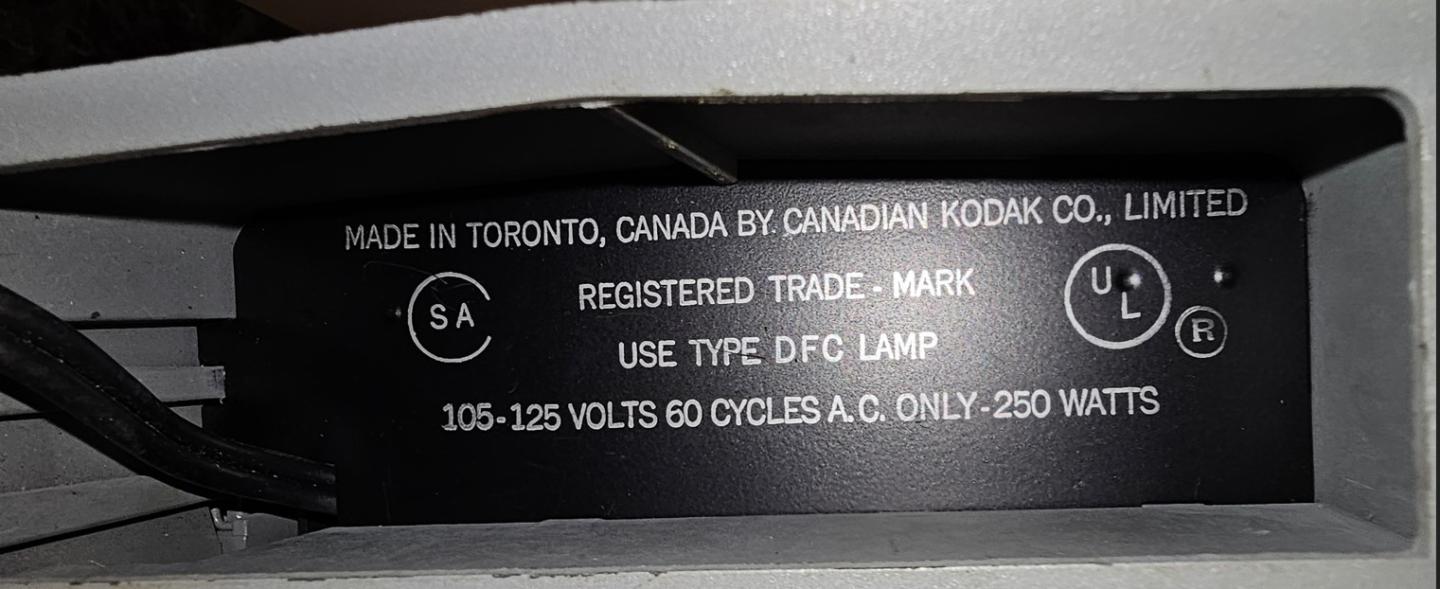 MADE IN TORONTO, CANADA BY CANADIAN KODAK CO., LIMITED
SA
REGISTERED TRADE-MARK
UL
®
USE TYPE DFC LAMP
105-125 VOLTS 60 CYCLES A.C. ONLY-250 WATTS